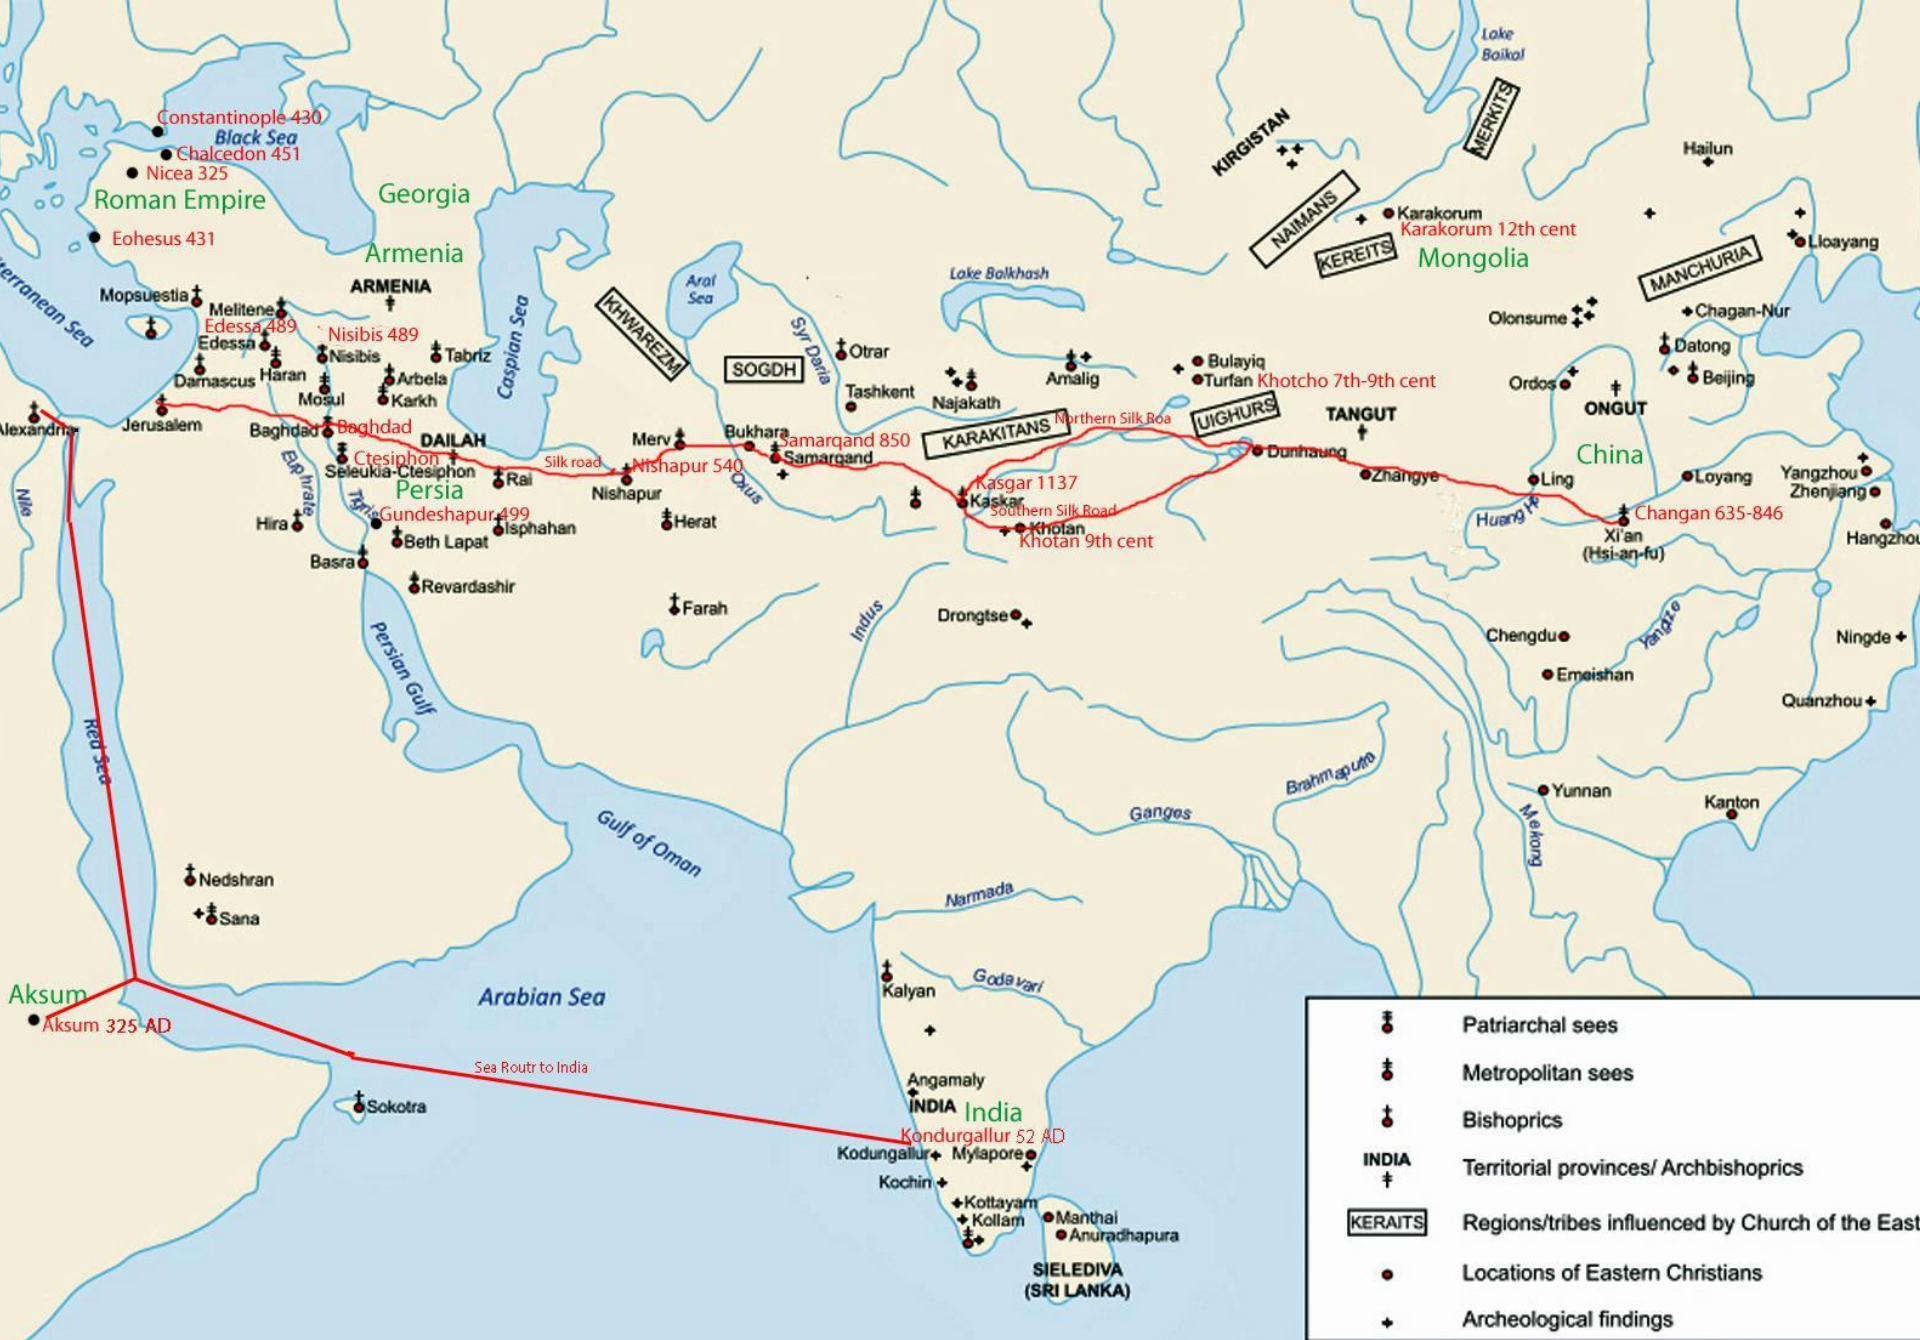 Lake
Baikal
Constantinople 430
Black Sea
Chalcedon 451
Nicea 325
Roman Empire
Georgia
Eohesus 431
Armenia
ARMENIA
terranean Sea
Mopsuestia
Melitene
Edessa 489
Edessa
Nisibis 489
Nisibis
Tabriz
Damascus
Haran
Arbela
Mosul
Karkh
Caspian Sea
Aral
Sea
KHWAREZM
SOGDH
Syr Daria
Otrar
Tashkent
Lake Balkhash
Najakath
Amalig
KIRGISTAN
MERKITS
NAIMANS
KEREITS
Karakorum
Karakorum 12th cent
Mongolia
Hailun
Lloayang
MANCHURIA
Chagan-Nur
Olonsume
Datong
Beijing
Ordos
ONGUT
Bulayiq
Turfan
Khotcho 7th-9th cent
UIGHURS
TANGUT
KARAKITANS
Northern Silk Roa
Alexandria
Jerusalem
Baghdad
Baghdad
DAILAH
Ctesiphon
Seleukia-Ctesiphon
Persia
Silk road
Rai
Merv
Nishapur 540
Nishapur
Bukhara
Samarqand 850
Samarqand
Oxus
Kasgar 1137
Kaskar
Southern Silk Road
Khotan
Khotan 9th cent
Dunhaung
Zhangye
China
Ling
Loyang
Yangzhou
Zhenjiang
Huang H
Changan 635-846
Xi'an
(Hsi-an-fu)
Hangzhou
Nile
Euphrate
Tigris
Gundeshapur 499
Hira
Isphahan
Beth Lapat
Basra
Revardashir
Herat
Farah
Indus
Drongtse
Chengdu
Yangze
Ningde
Emeishan
Quanzhou
Persian Gulf
Red Sea
Brahmaputra
Ganges
Yunnan
Kanton
Mekong
Gulf of Oman
Nedshran
Sana
Narmada
Godavari
Kalyan
Arabian Sea
Aksum
Aksum 325 AD
Sea Routr to India
Sokotra
Angamaly
INDIA
India
Kondurgallur 52 AD
Kodungallur
Mylapore
Kochin
Kottayam
Kollam
Manthai
Anuradhapura
SIELEDIVA
(SRI LANKA)
Patriarchal sees
Metropolitan sees
Bishoprics
INDIA
Territorial provinces/ Archbishoprics
KERAITS
Regions/tribes influenced by Church of the East
Locations of Eastern Christians
Archeological findings